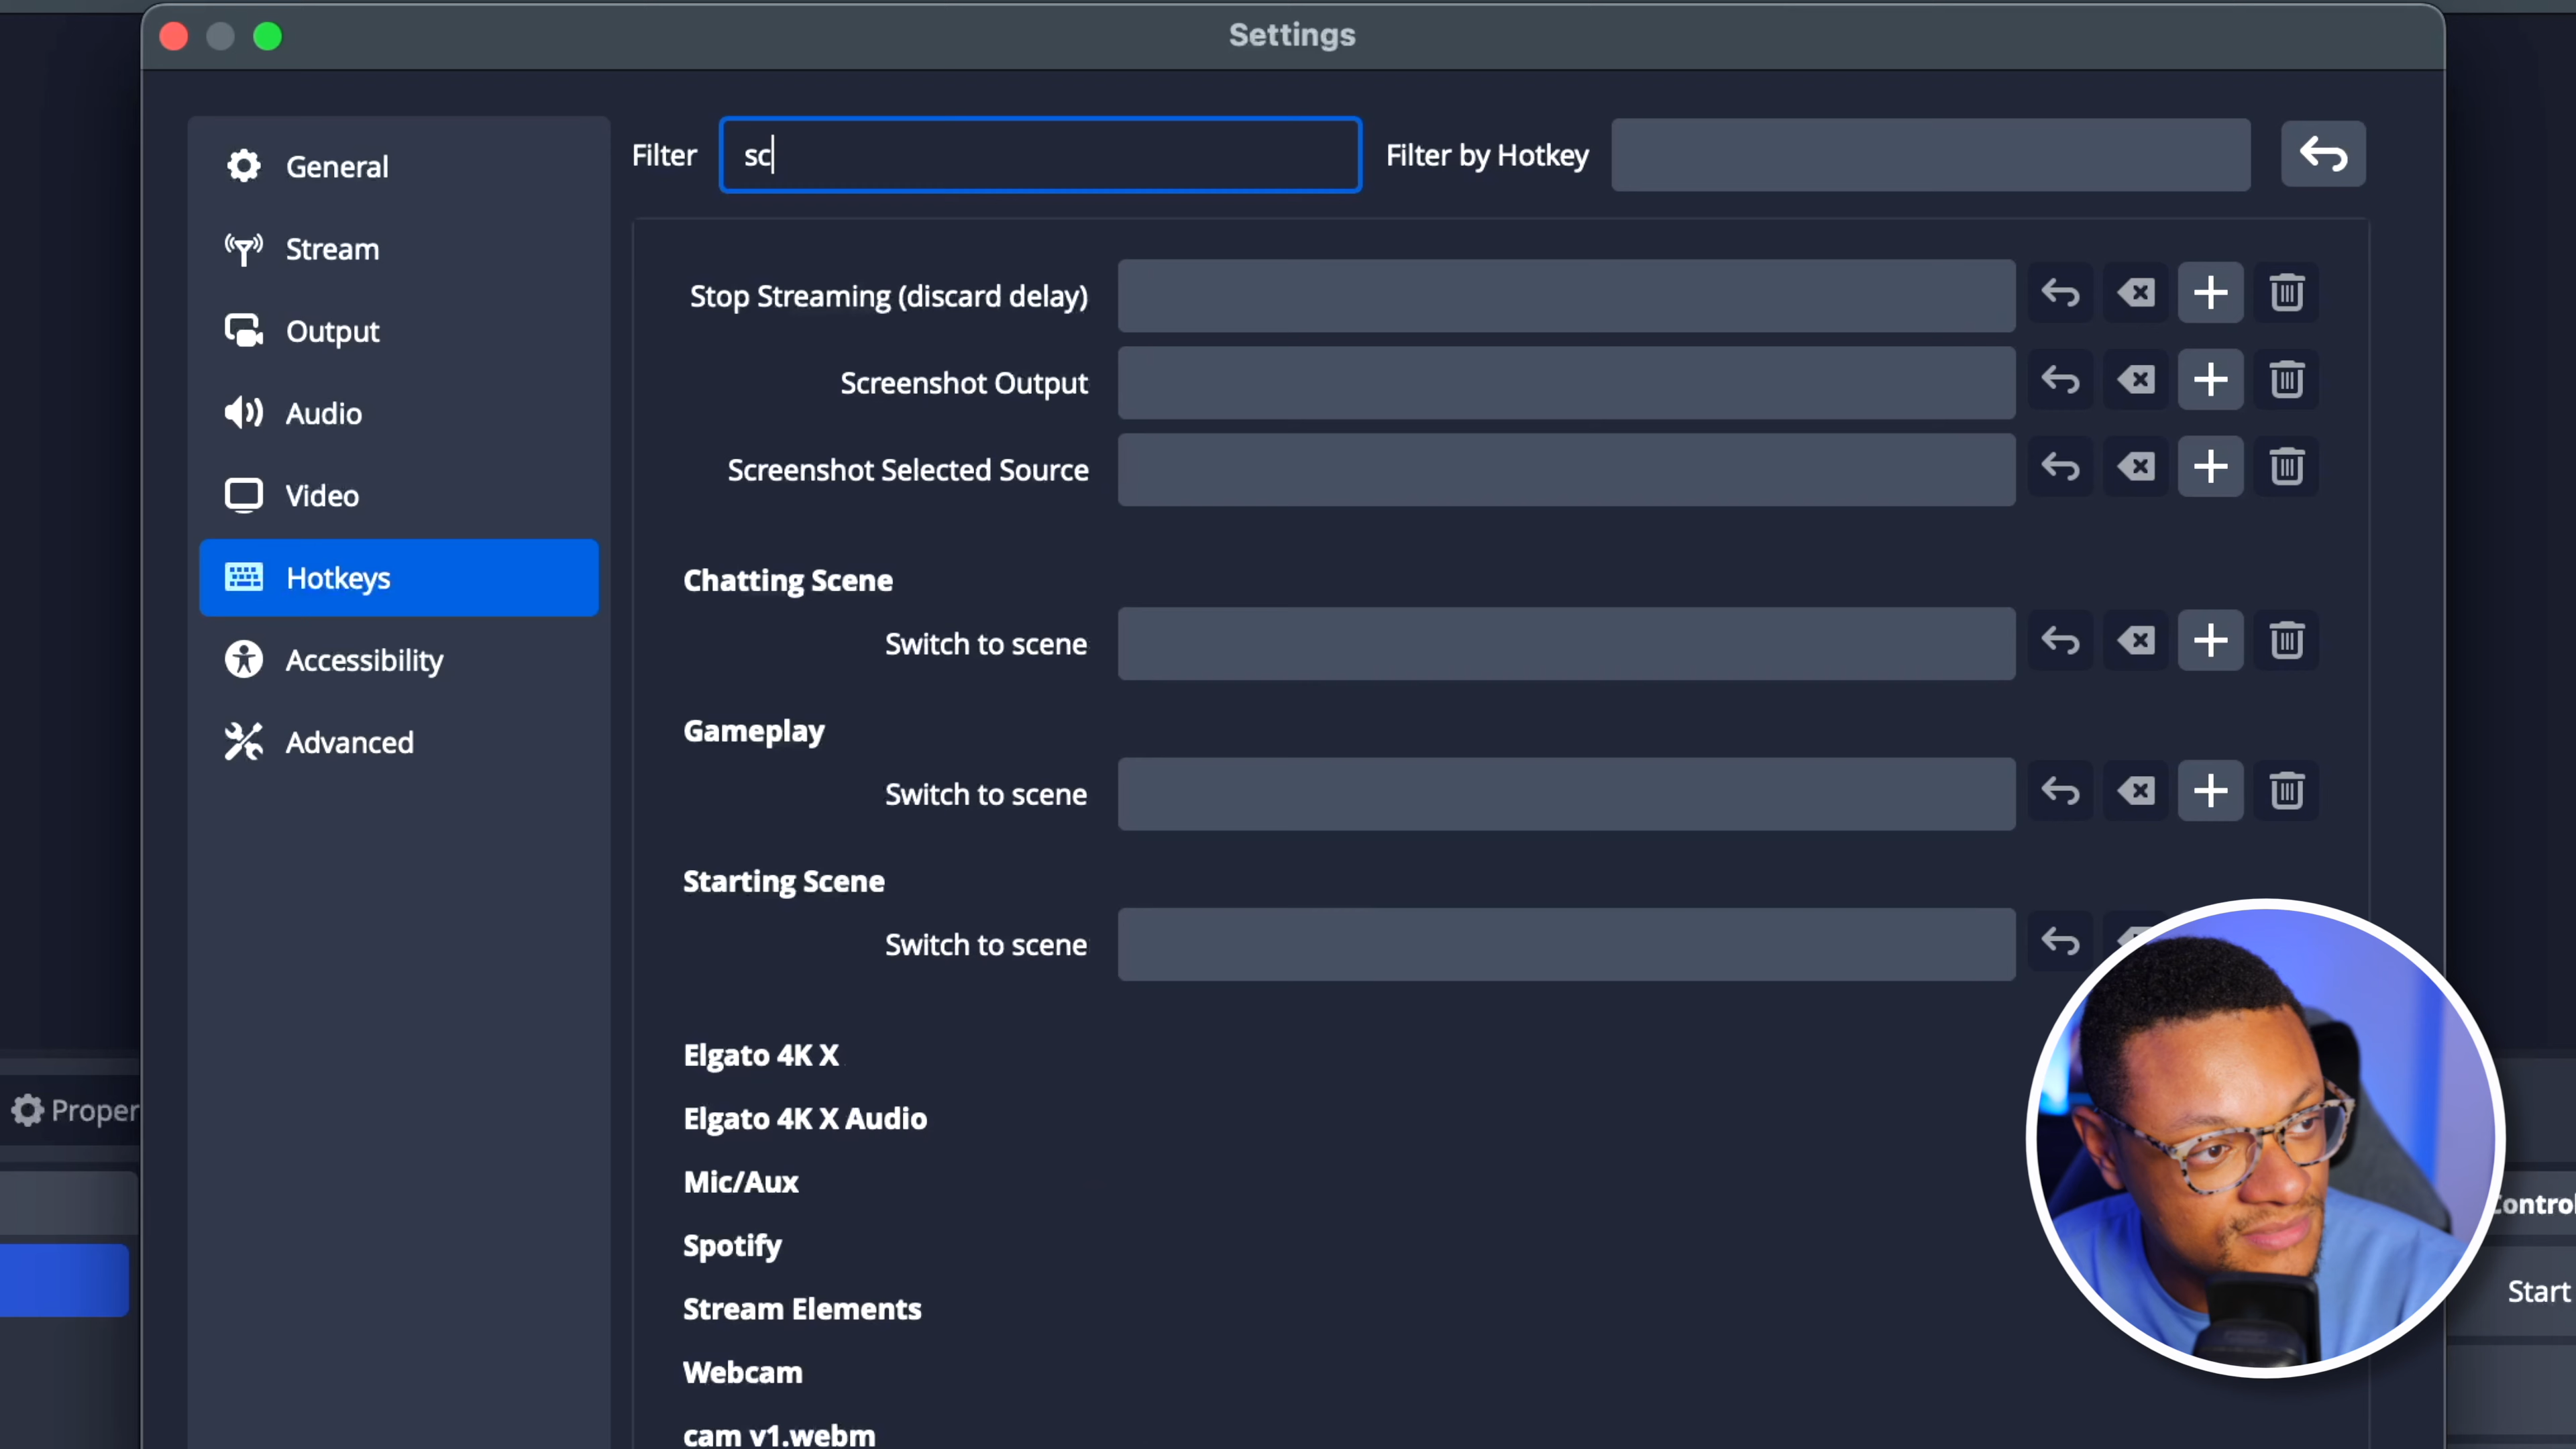 Settings
General
Stream
Output
Audio
Video
Hotkeys
Accessibility
Advanced
Filter sc Filter by Hotkey
Stop Streaming (discard delay)
Screenshot Output
Screenshot Selected Source
Chatting Scene
Switch to scene
Gameplay
Switch to scene
Starting Scene
Switch to scene
Elgato 4K X
Elgato 4K X Audio
Mic/Aux
Spotify
Stream Elements
Webcam
cam v1.webm
Proper
Contro
Start